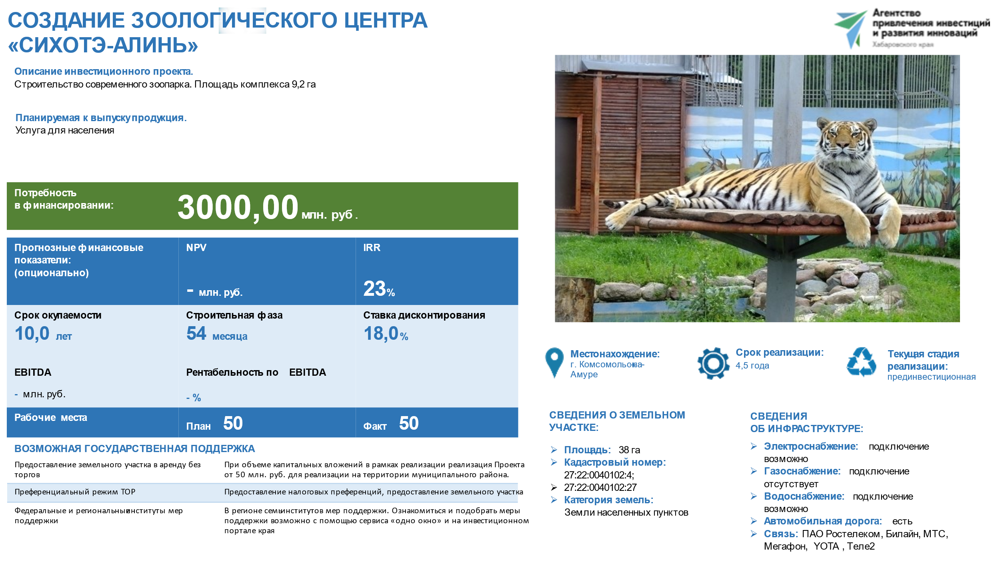 СОЗДАНИЕ ЗООЛОГИЧЕСКОГО ЦЕНТРА
«СИХОТЭ-АЛИНЬ»
Агентство
привлечения инвестиций
и развития инноваций
Хабаровского края
Описание инвестиционного проекта.
Строительство современного зоопарка. Площадь комплекса 9,2 га
Планируемая к выпуску продукция.
Услуга для населения
Потребность
в финансировании:
3000,00 млн. руб.
Прогнозные финансовые
показатели:
(опционально)
NPV
- млн. руб.
IRR
23%
Срок окупаемости
10,0 лет
Строительная фаза
54 месяца
Ставка дисконтирования
18,0%
EBITDA
- млн. руб.
Рентабельность по EBITDA
- %
Рабочие места
План 50
Факт 50
ВОЗМОЖНАЯ ГОСУДАРСТВЕННАЯ ПОДДЕРЖКА
Предоставление земельного участка в аренду без
торгов
При объеме капитальных вложений в рамках реализации реализация Проекта
от 50 млн. руб. для реализации на территории муниципального района.
Преференциальный режим ТОР
Предоставление налоговых преференций, предоставление земельного участка
Федеральные и региональные институты мер
поддержки
В регионе семь институтов мер поддержки. Ознакомиться и подобрать меры
поддержки возможно с помощью сервиса «одно окно» и на инвестиционном
портале края
Местонахождение:
г. Комсомольск-на-
Амуре
Срок реализации:
4,5 года
Текущая стадия
реализации:
прединвестиционная
СВЕДЕНИЯ О ЗЕМЕЛЬНОМ
УЧАСТКЕ:
➢ Площадь: 38 га
➢ Кадастровый номер:
27:22:0040102:4;
➢ 27:22:0040102:27
➢ Категория земель:
Земли населенных пунктов
СВЕДЕНИЯ
ОБ ИНФРАСТРУКТУРЕ:
➢ Электроснабжение: подключение
возможно
➢ Газоснабжение: подключение
отсутствует
➢ Водоснабжение: подключение
возможно
➢ Автомобильная дорога: есть
➢ Связь: ПАО Ростелеком, Билайн, МТС,
Мегафон, YOTA , Теле2